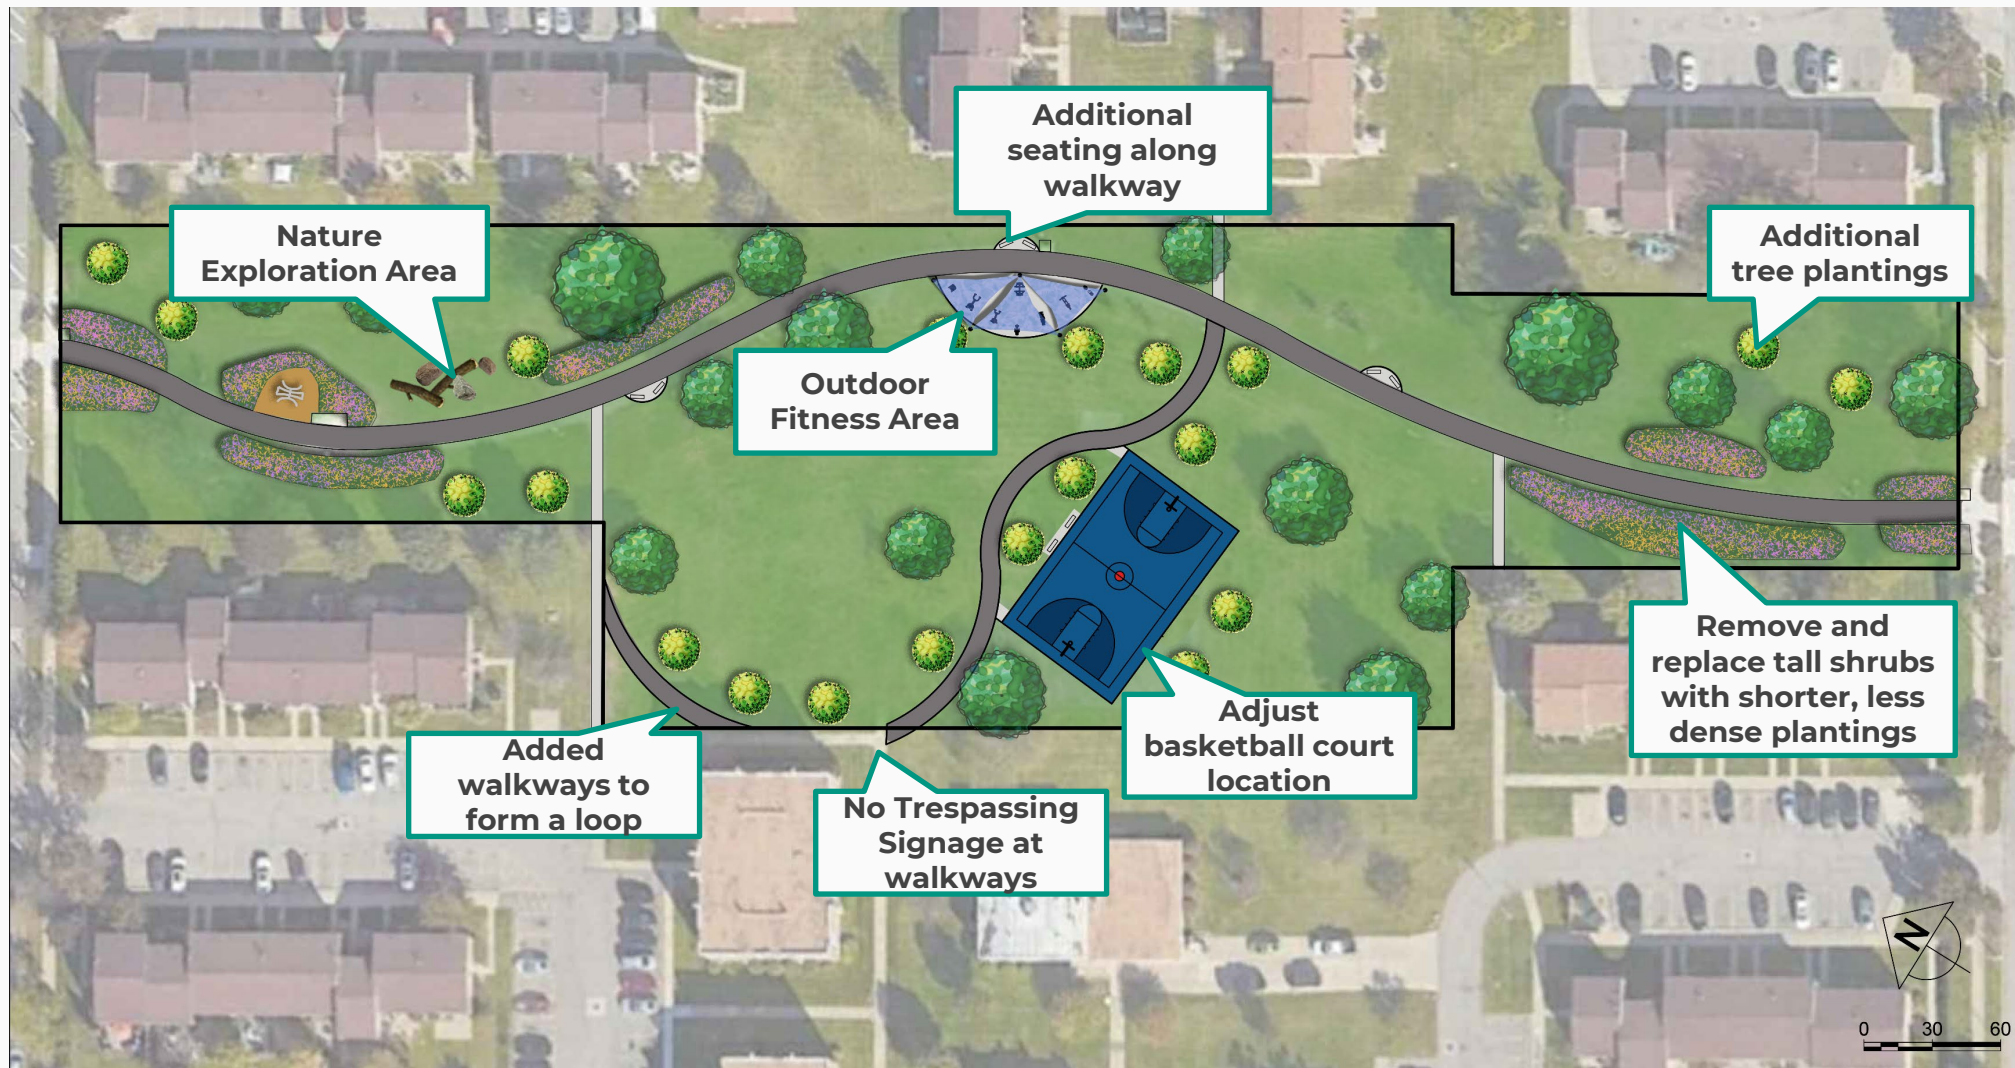 Additional
seating along
walkway
Nature
Exploration Area
Additional
tree plantings
Outdoor
Fitness Area
Remove and
replace tall shrubs
with shorter, less
dense plantings
Adjust
basketball court
location
Added
walkways to
form a loop
No Trespassing
Signage at
walkways
N
0 30 60